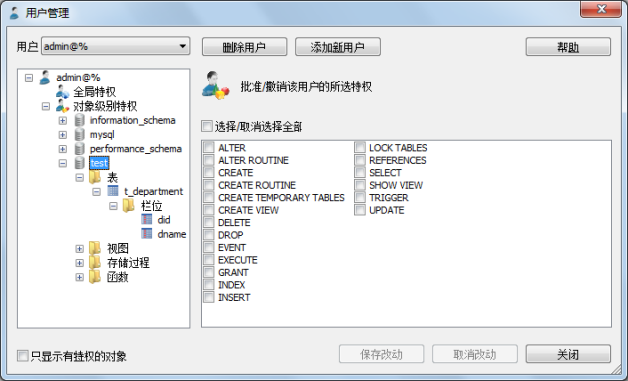 用户管理
用户 admin@%
删除用户 添加新用户 帮助
admin@%
全局特权
对象级别特权
information_schema
mysql
performance_schema
test
表
t_department
栏位
did
dname
视图
存储过程
函数
批准/撤销该用户的所选特权
选择/取消选择全部
ALTER
ALTER ROUTINE
CREATE
CREATE ROUTINE
CREATE TEMPORARY TABLES
CREATE VIEW
DELETE
DROP
EVENT
EXECUTE
GRANT
INDEX
INSERT
LOCK TABLES
REFERENCES
SELECT
SHOW VIEW
TRIGGER
UPDATE
只显示有特权的对象
保存改动 取消改动 关闭